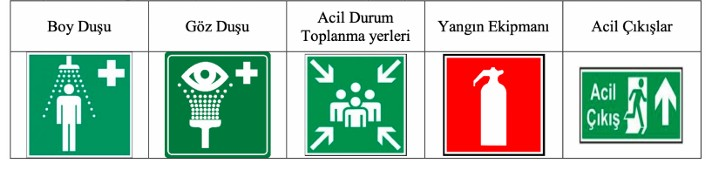 Boy Duşu
Göz Duşu
Acil Durum
Toplanma yerleri
Yangın Ekipmanı
Acil Çıkışlar
Acil
Çıkış